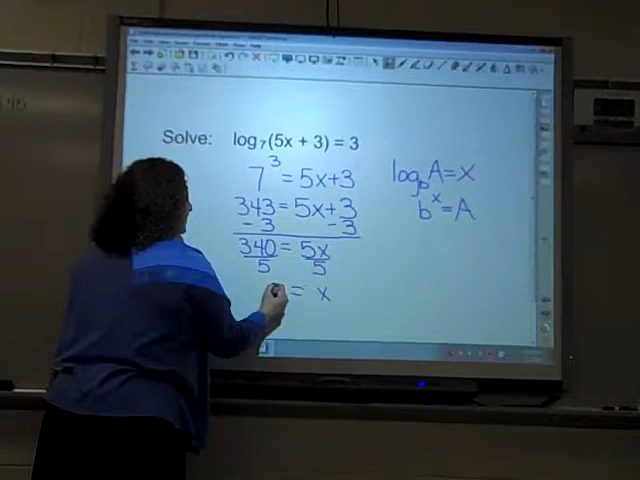 Solve: log₇(5x + 3) = 3
7³ = 5x+3
343 = 5x+3
-3 -3
340 = 5x
5 5
= x
log_b A = x
b^x = A